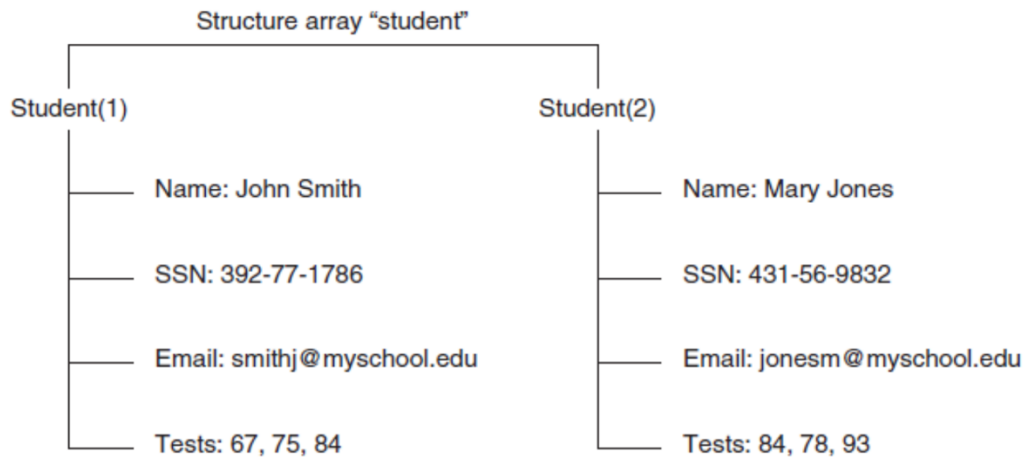 Structure array “student”
Student(1)
Name: John Smith
SSN: 392-77-1786
Email: smithj@myschool.edu
Tests: 67, 75, 84
Student(2)
Name: Mary Jones
SSN: 431-56-9832
Email: jonesm@myschool.edu
Tests: 84, 78, 93